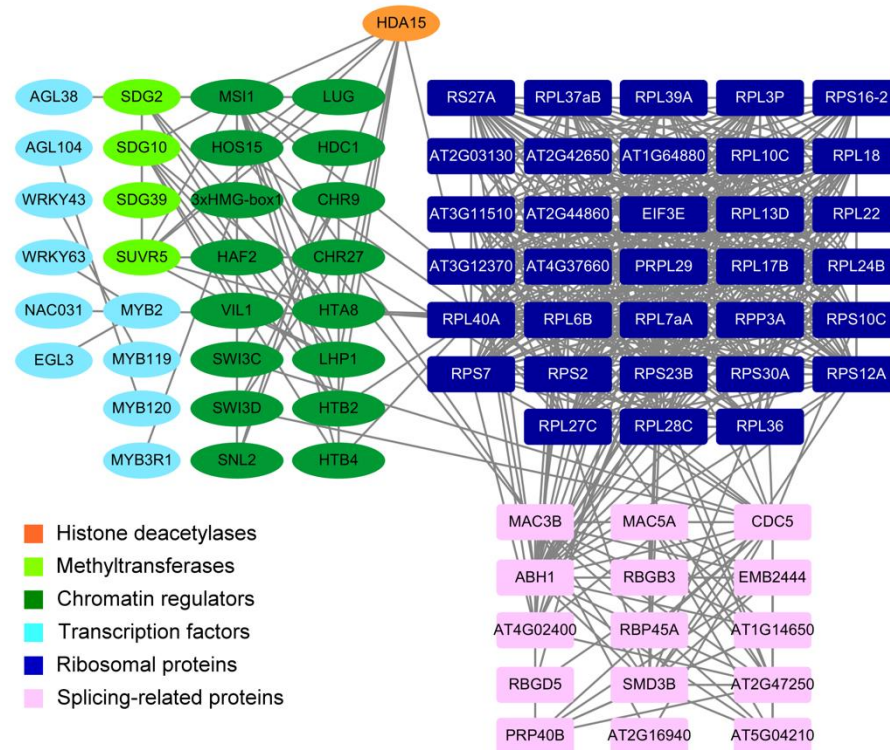 HDA15
AGL38 SDG2 MSI1 LUG RS27A RPL37aB RPL39A RPL3P RPS16-2
AGL104 SDG10 HOS15 HDC1 AT2G03130 AT2G42650 AT1G64880 RPL10C RPL18
WRKY43 SDG39 3xHMG-box1 CHR9 AT3G11510 AT2G44860 EIF3E RPL13D RPL22
WRKY63 SUVR5 HAF2 CHR27 AT3G12370 AT4G37660 PRPL29 RPL17B RPL24B
NAC031 MYB2 VIL1 HTA8 RPL40A RPL6B RPL7aA RPP3A RPS10C
EGL3 MYB119 SWI3C LHP1 RPS7 RPS2 RPS23B RPS30A RPS12A
MYB120 SWI3D HTB2 RPL27C RPL28C RPL36
MYB3R1 SNL2 HTB4
MAC3B MAC5A CDC5
ABH1 RBGB3 EMB2444
AT4G02400 RBP45A AT1G14650
RBGD5 SMD3B AT2G47250
PRP40B AT2G16940 AT5G04210
Histone deacetylases
Methyltransferases
Chromatin regulators
Transcription factors
Ribosomal proteins
Splicing-related proteins